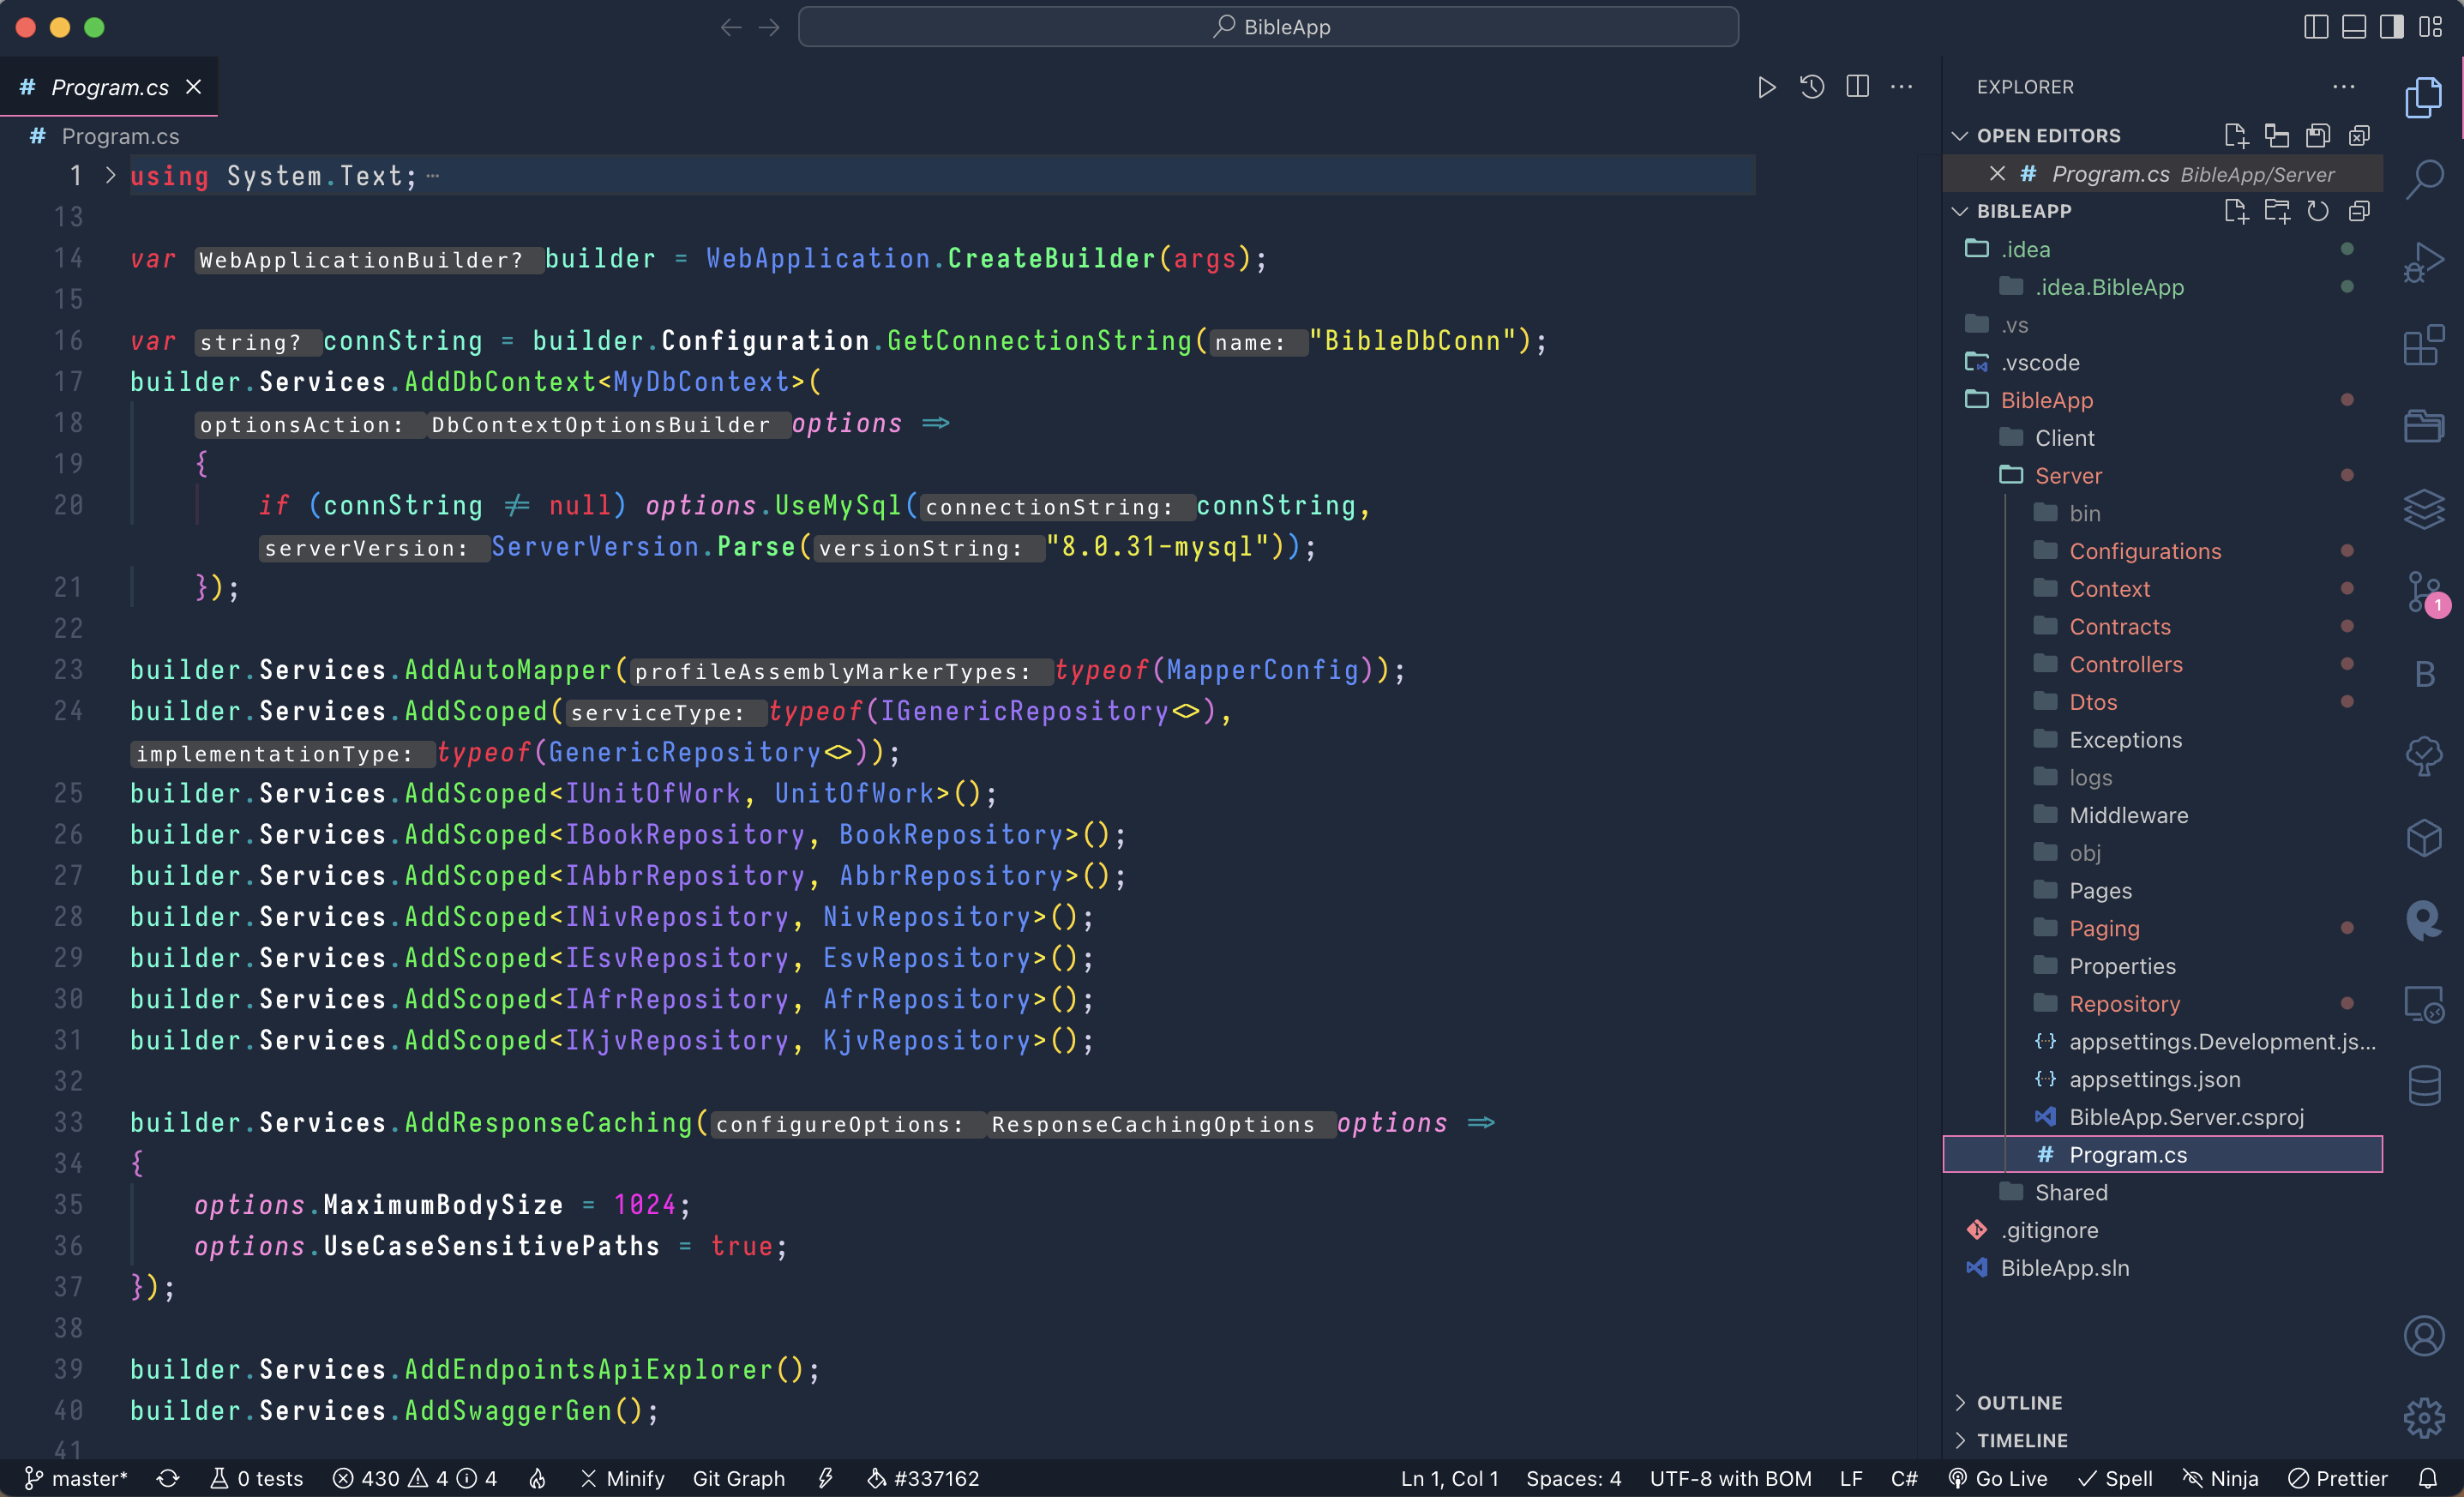 BibleApp
# Program.cs
# Program.cs
1 using System.Text;
13
14 var WebApplicationBuilder? builder = WebApplication.CreateBuilder(args);
15
16 var string? connString = builder.Configuration.GetConnectionString(name: "BibleDbConn");
17 builder.Services.AddDbContext<MyDbContext>(
18 optionsAction: DbContextOptionsBuilder options =>
19 {
20 if (connString != null) options.UseMySql(connectionString: connString,
serverVersion: ServerVersion.Parse(versionString: "8.0.31-mysql"));
21 });
22
23 builder.Services.AddAutoMapper(profileAssemblyMarkerTypes: typeof(MapperConfig));
24 builder.Services.AddScoped(serviceType: typeof(IGenericRepository<>),
implementationType: typeof(GenericRepository<>));
25 builder.Services.AddScoped<IUnitOfWork, UnitOfWork>();
26 builder.Services.AddScoped<IBookRepository, BookRepository>();
27 builder.Services.AddScoped<IAbbrRepository, AbbrRepository>();
28 builder.Services.AddScoped<INivRepository, NivRepository>();
29 builder.Services.AddScoped<IEsvRepository, EsvRepository>();
30 builder.Services.AddScoped<IAfrRepository, AfrRepository>();
31 builder.Services.AddScoped<IKjvRepository, KjvRepository>();
32
33 builder.Services.AddResponseCaching(configureOptions: ResponseCachingOptions options =>
34 {
35 options.MaximumBodySize = 1024;
36 options.UseCaseSensitivePaths = true;
37 });
38
39 builder.Services.AddEndpointsApiExplorer();
40 builder.Services.AddSwaggerGen();
41
EXPLORER
OPEN EDITORS
# Program.cs BibleApp/Server
BIBLEAPP
.idea
.idea.BibleApp
.vs
.vscode
BibleApp
Client
Server
bin
Configurations
Context
Contracts
Controllers
Dtos
Exceptions
logs
Middleware
obj
Pages
Paging
Properties
Repository
appsettings.Development.js...
appsettings.json
BibleApp.Server.csproj
# Program.cs
Shared
.gitignore
BibleApp.sln
OUTLINE
TIMELINE
1
B
master* 0 tests 430 4 4 Minify Git Graph #337162 Ln 1, Col 1 Spaces: 4 UTF-8 with BOM LF C# Go Live Spell Ninja Prettier